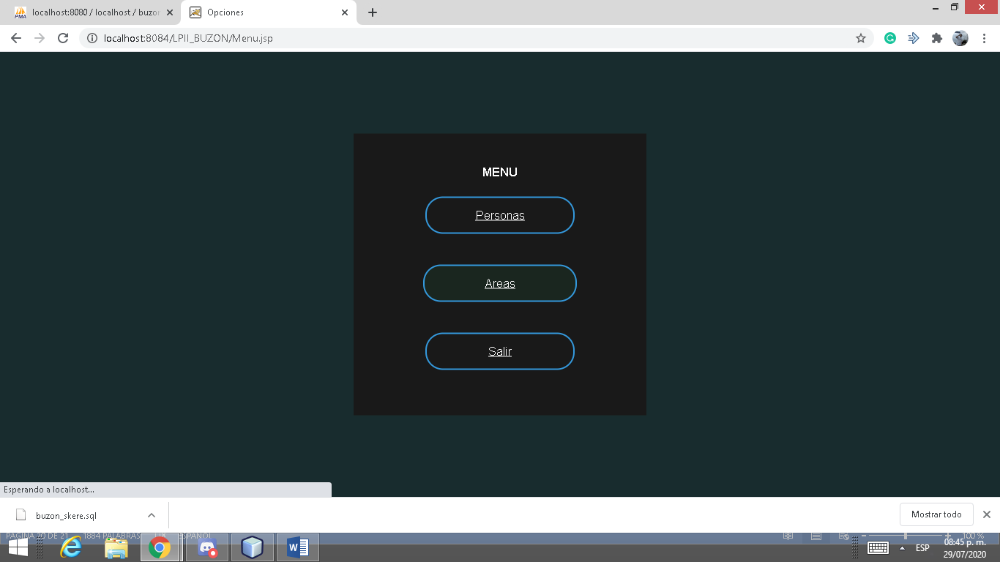 localhost:8080 / localhost / buzon
Opciones
localhost:8084/LPII_BUZON/Menu.jsp
MENU
Personas
Areas
Salir
Esperando a localhost...
buzon_skere.sql
Mostrar todo
PÁGINA 20 DE 21 1884 PALABRAS ESPAÑOL 100 %
ESP
08:45 p. m.
29/07/2020